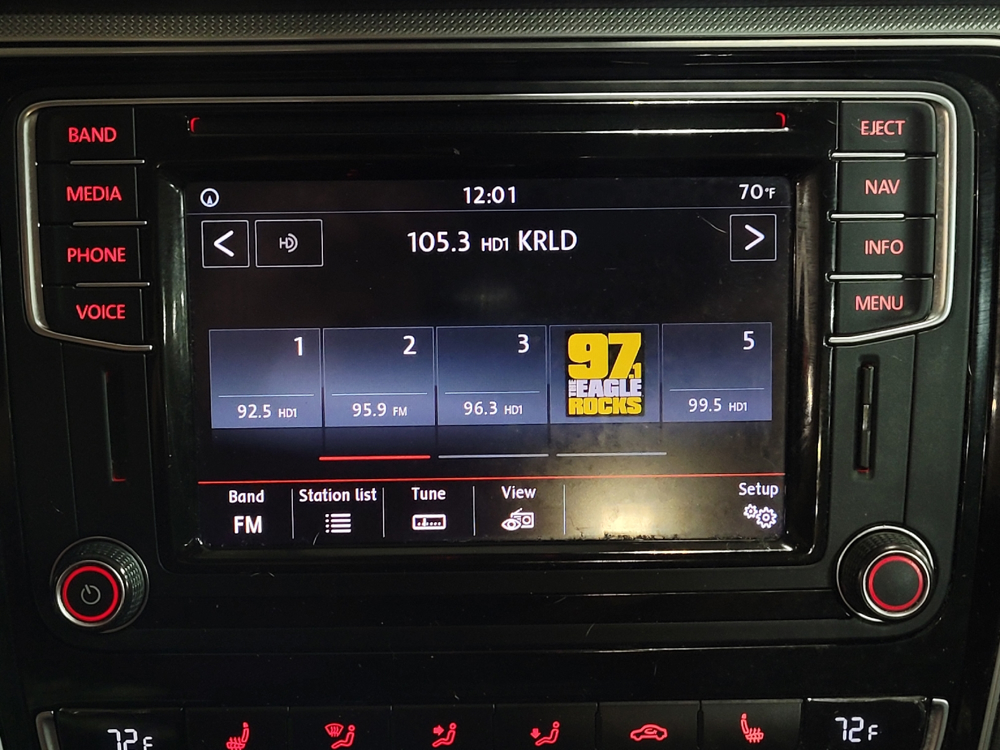 BAND
MEDIA
PHONE
VOICE
EJECT
NAV
INFO
MENU
12:01
70°F
HD
105.3 HD1 KRLD
1
92.5 HD1
2
95.9 FM
3
96.3 HD1
97.1
THE EAGLE
ROCKS
5
99.5 HD1
Band
FM
Station list
Tune
View
Setup
72F
72F